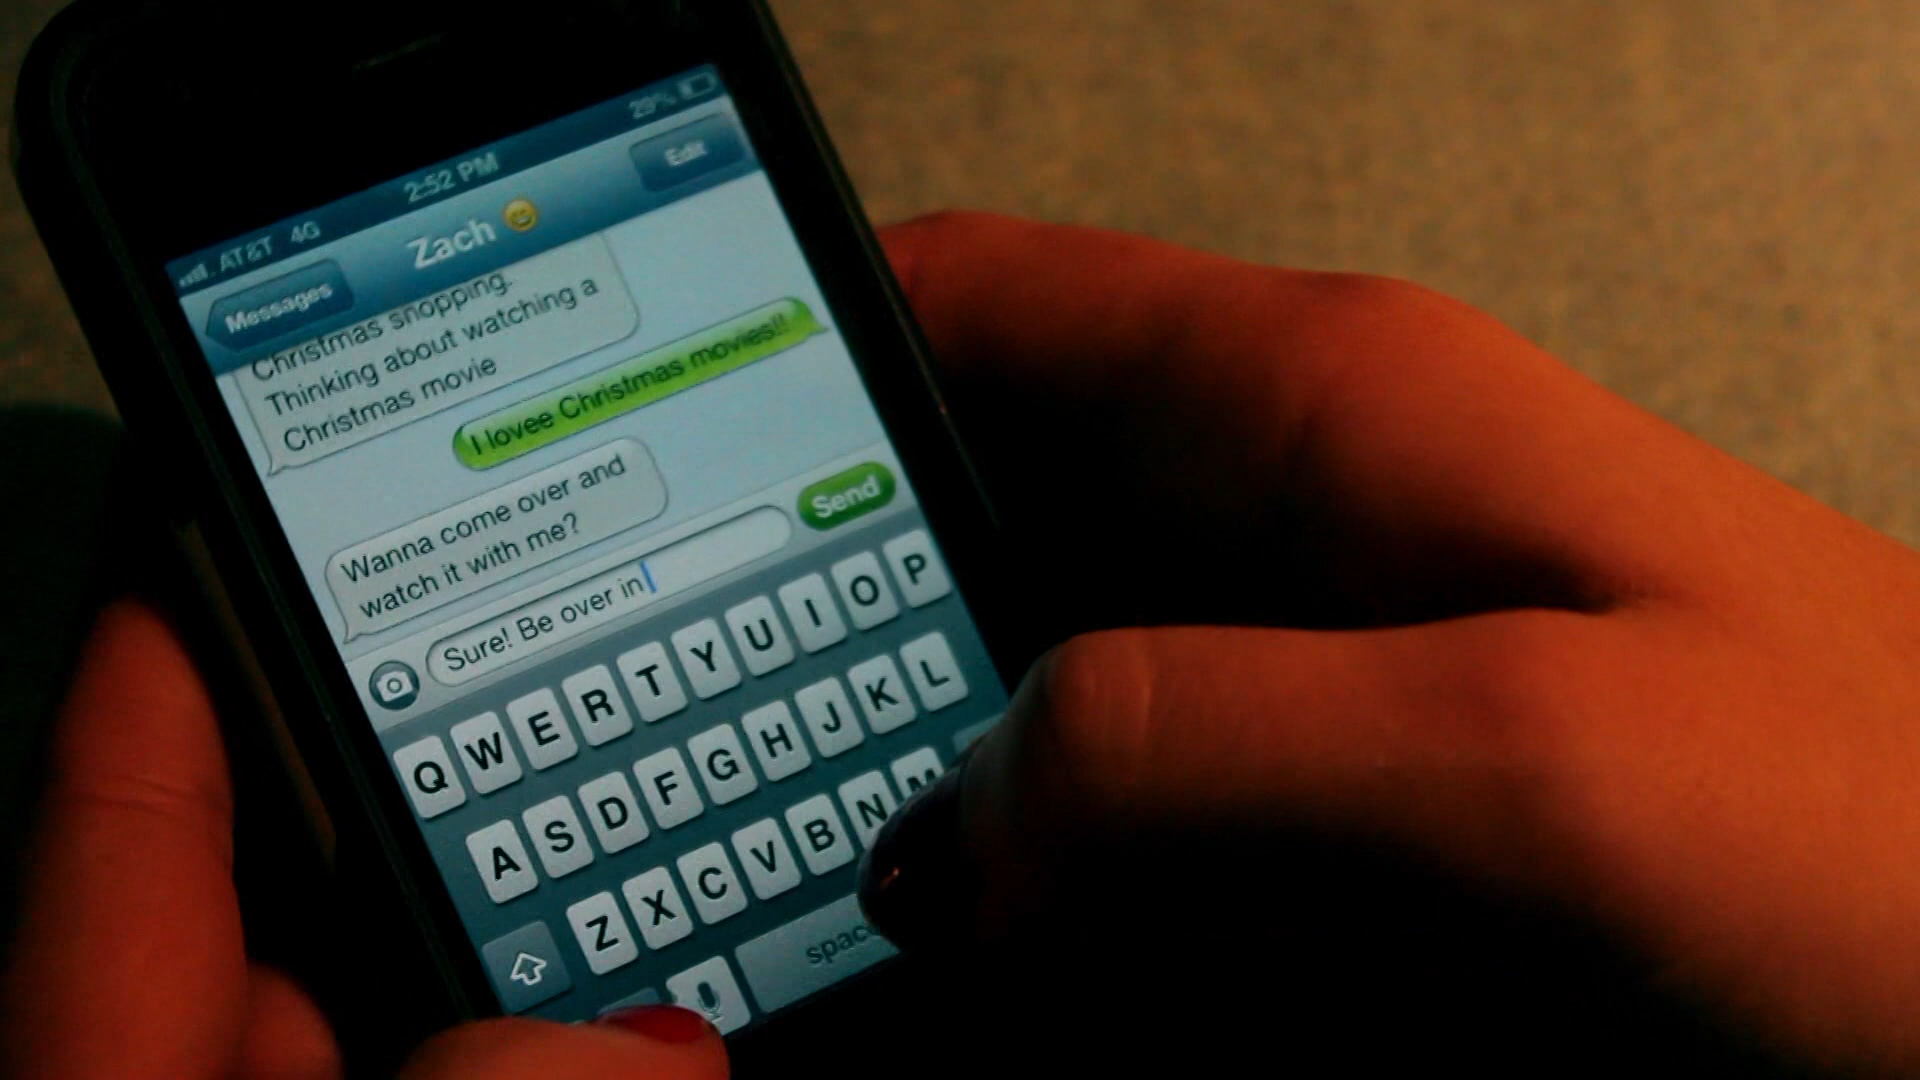 AT&T 4G 2:52 PM 29%
Messages Zach 😄 Edit
Christmas shopping.
Thinking about watching a
Christmas movie
I lovee Christmas movies!!
Wanna come over and
watch it with me?
Sure! Be over in Send
Q W E R T Y U I O P
A S D F G H J K L
Z X C V B N M
space